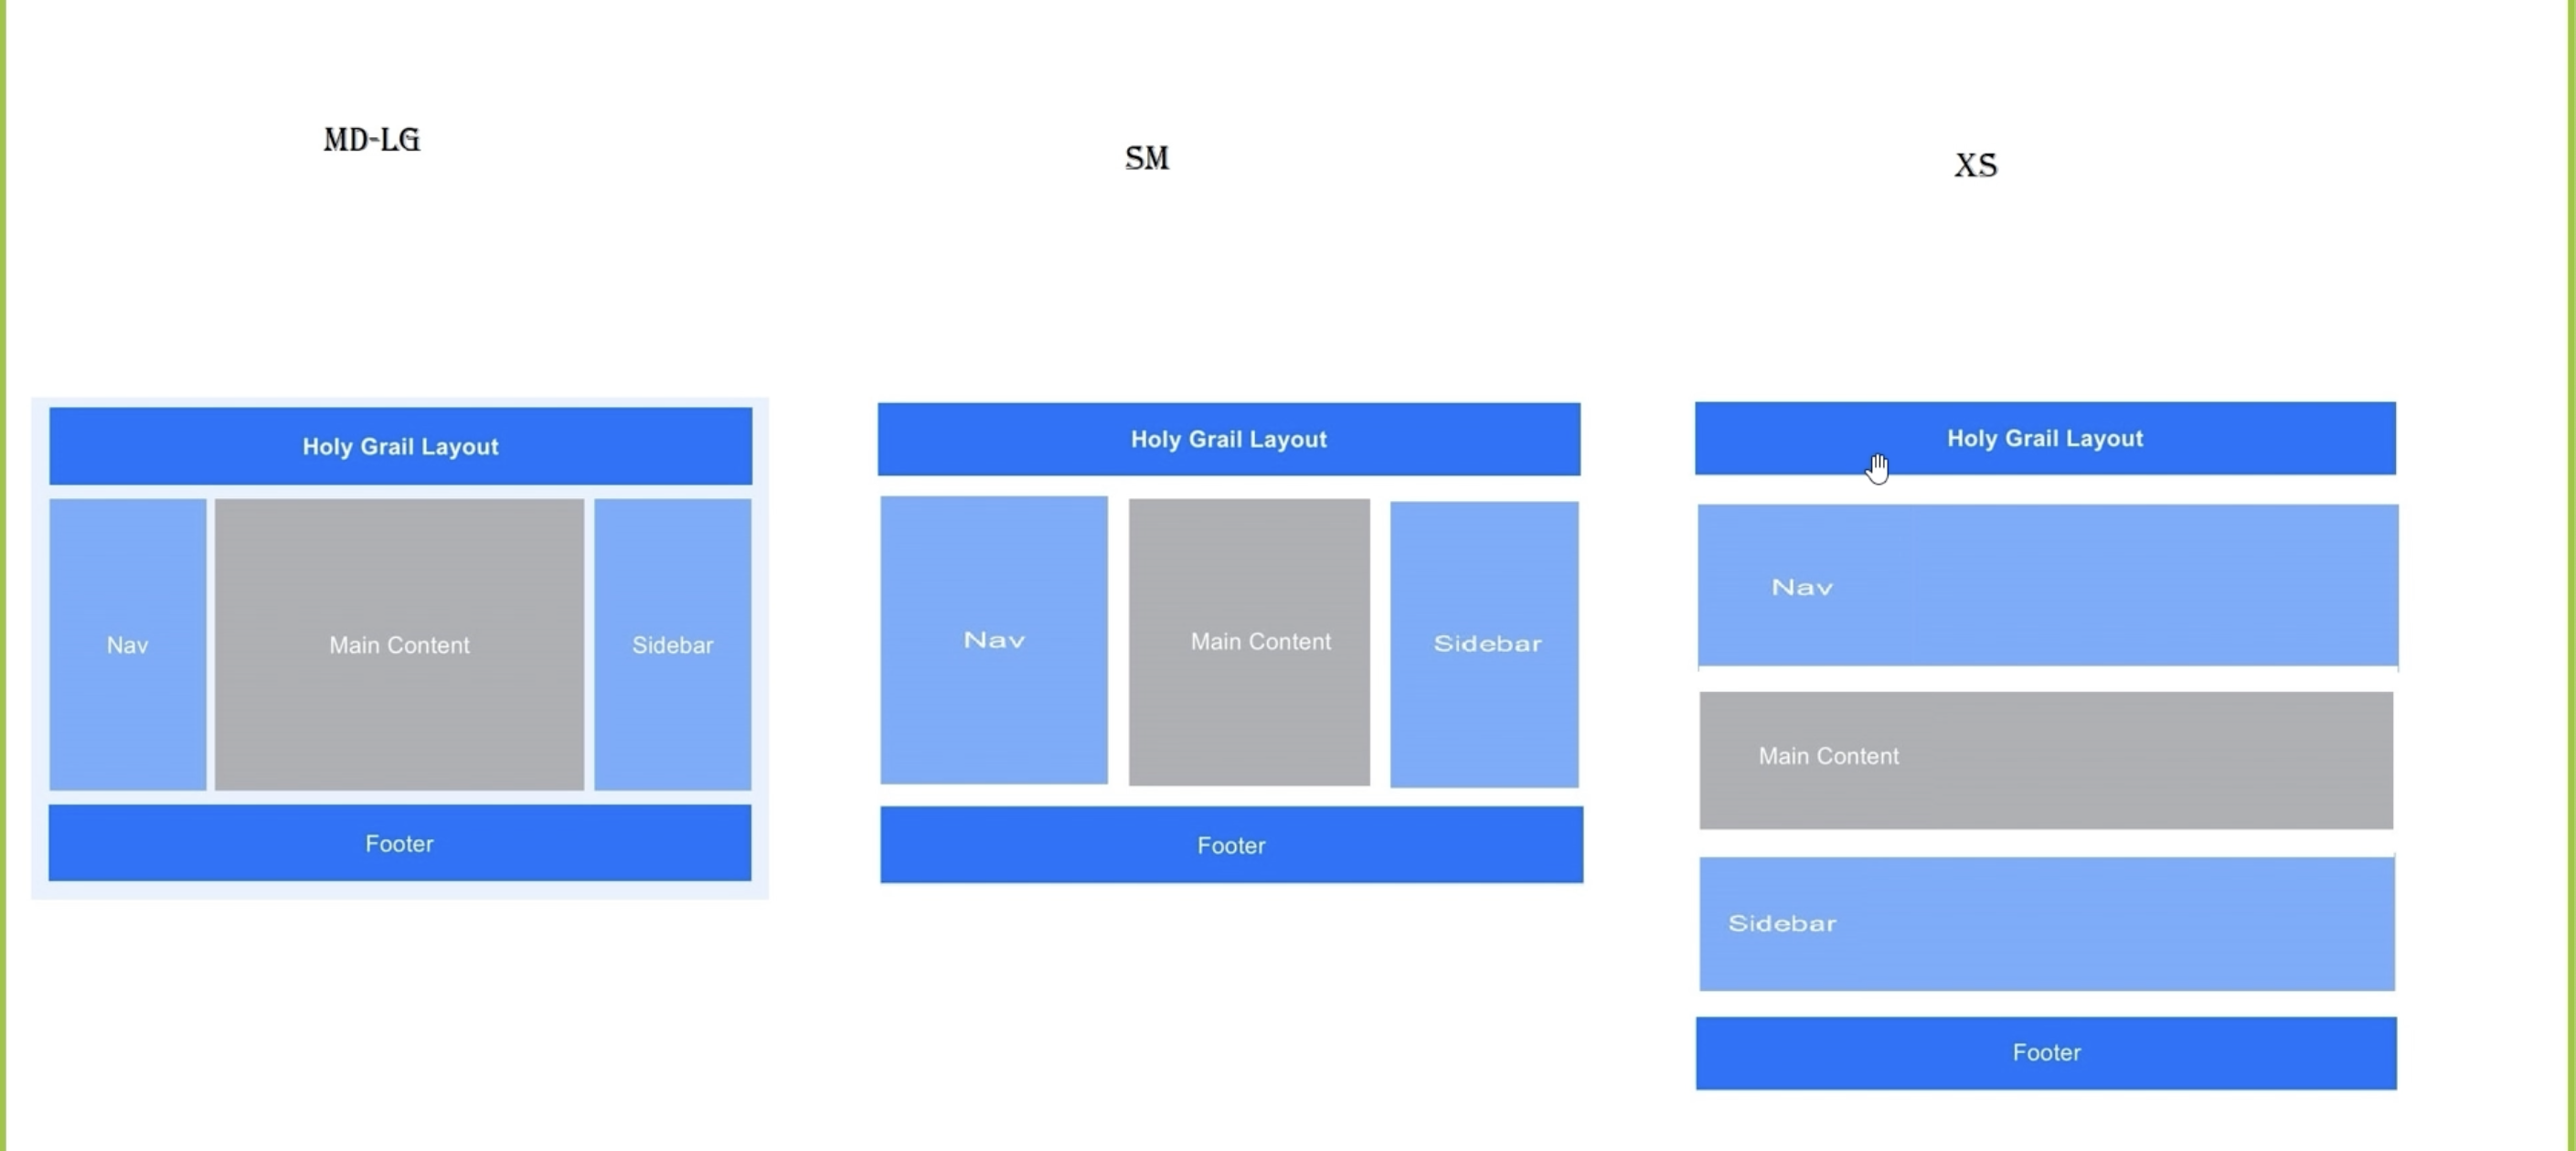 MD-LG
SM
XS
Holy Grail Layout
Nav
Main Content
Sidebar
Footer
Holy Grail Layout
Nav
Main Content
Sidebar
Footer
Holy Grail Layout
Nav
Main Content
Sidebar
Footer